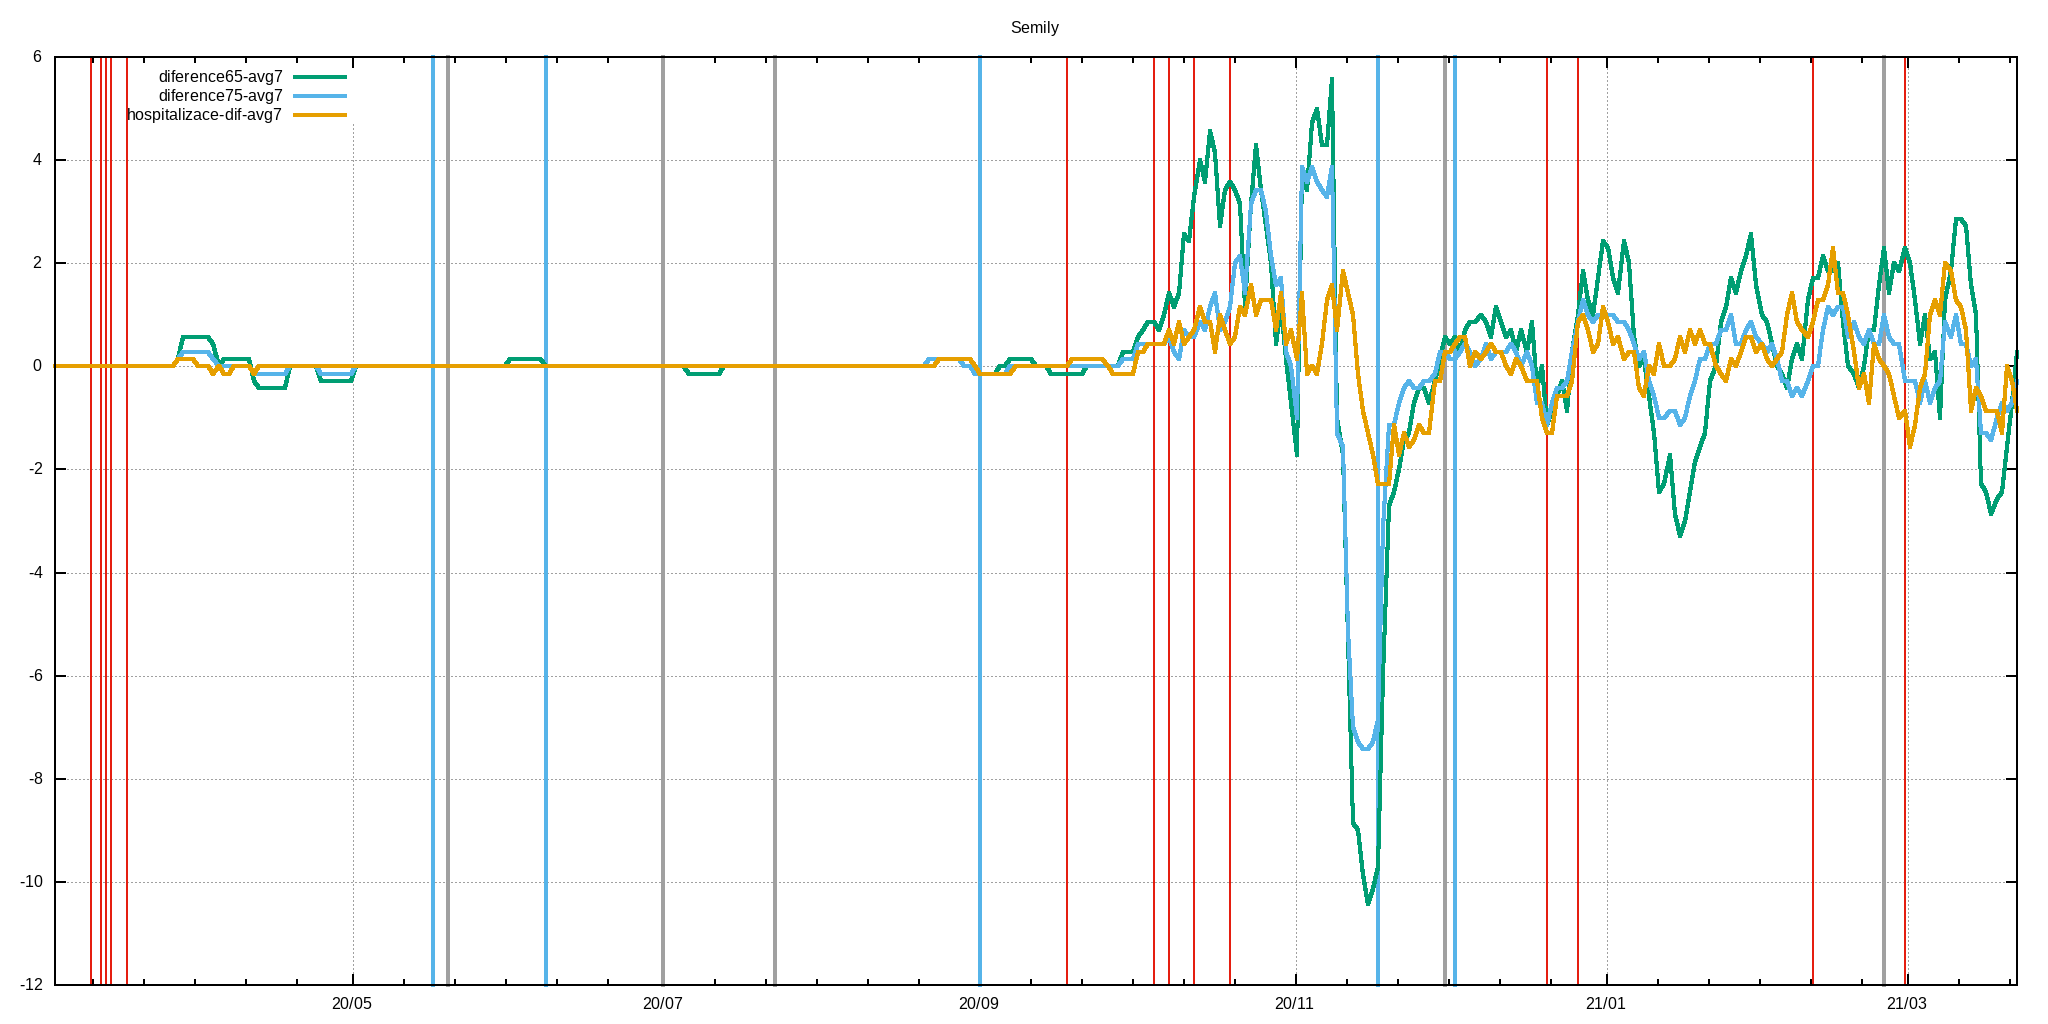 Semily
diference65-avg7
diference75-avg7
hospitalizace-dif-avg7
6
4
2
0
-2
-4
-6
-8
-10
-12
20/05 20/07 20/09 20/11 21/01 21/03